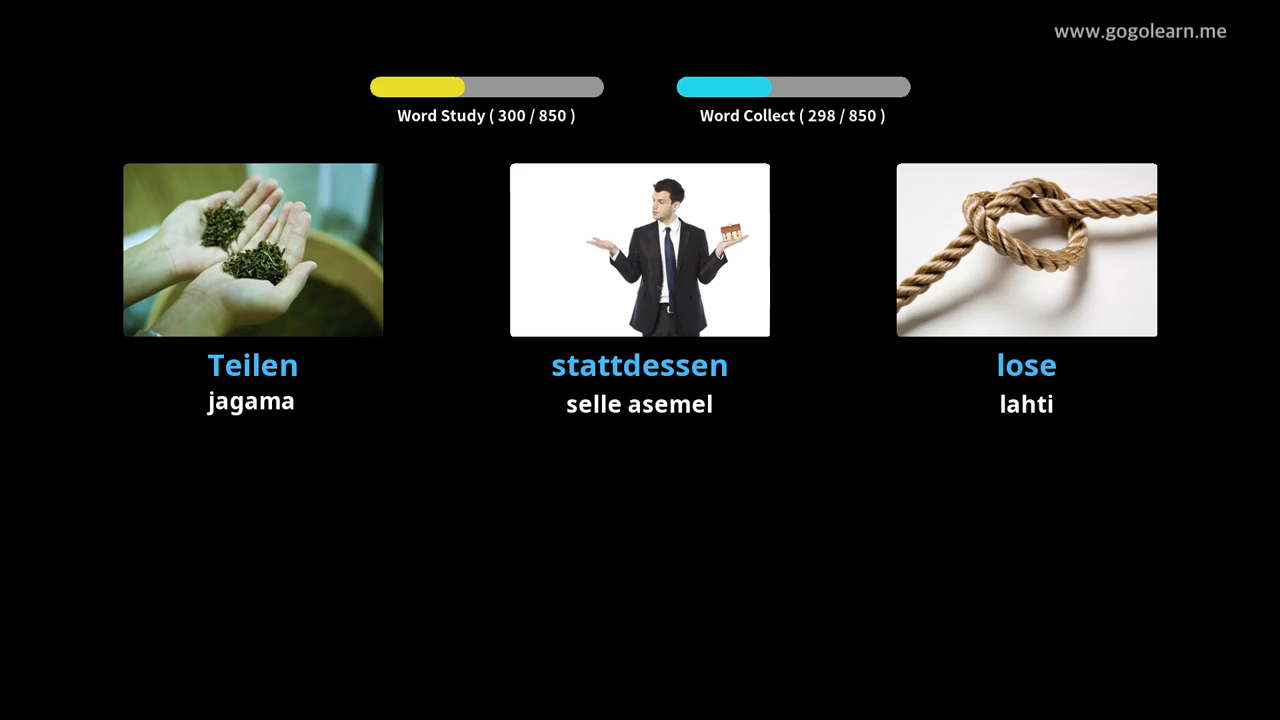 www.gogolearn.me
Word Study ( 300 / 850 )
Word Collect ( 298 / 850 )
Teilen
jagama
stattdessen
selle asemel
lose
lahti